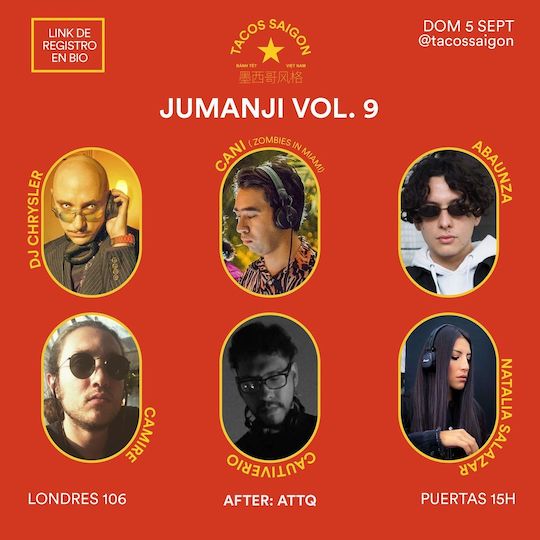 LINK DE
REGISTRO
EN BIO
TACOS SAIGON
BÁNH TÉT
VIỆT NAM
墨西哥风格
DOM 5 SEPT
@tacossaigon
JUMANJI VOL. 9
DJ CHRYSLER
CANI (ZOMBIES IN MIAMI)
ABAUNZA
CAMIRE
CAUTIVERIO
NATALIA SALAZAR
LONDRES 106
AFTER: ATTQ
PUERTAS 15H